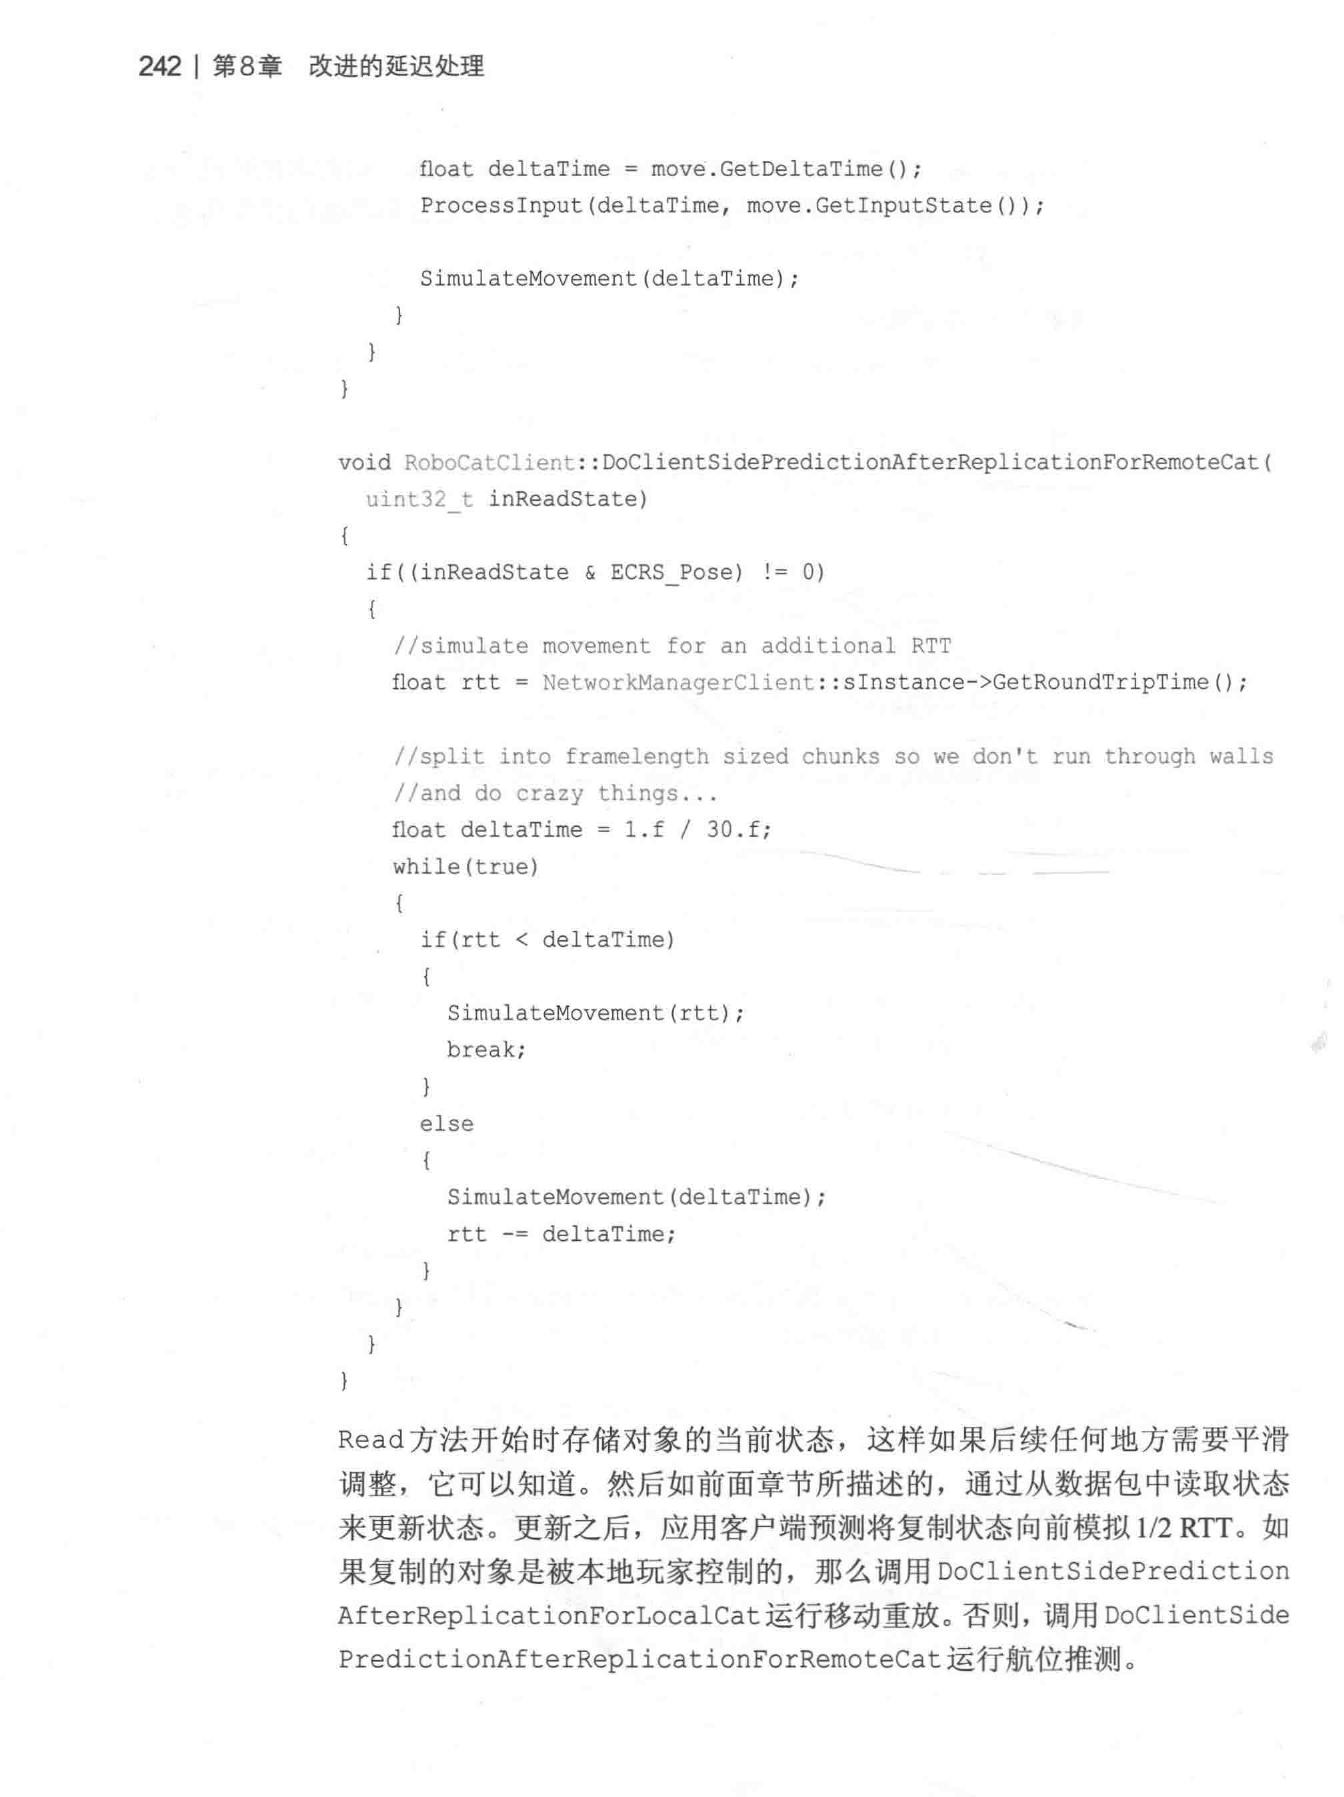 242 | 第8章 改进的延迟处理
float deltaTime = move.GetDeltaTime();
ProcessInput(deltaTime, move.GetInputState());
SimulateMovement(deltaTime);
}
}
}
void RoboCatClient::DoClientSidePredictionAfterReplicationForRemoteCat(
uint32_t inReadState)
{
if((inReadState & ECRS_Pose) != 0)
{
//simulate movement for an additional RTT
float rtt = NetworkManagerClient::sInstance->GetRoundTripTime();
//split into framelength sized chunks so we don't run through walls
//and do crazy things...
float deltaTime = 1.f / 30.f;
while(true)
{
if(rtt < deltaTime)
{
SimulateMovement(rtt);
break;
}
else
{
SimulateMovement(deltaTime);
rtt -= deltaTime;
}
}
}
}
Read方法开始时存储对象的当前状态，这样如果后续任何地方需要平滑
调整，它可以知道。然后如前面章节所描述的，通过从数据包中读取状态
来更新状态。更新之后，应用客户端预测将复制状态向前模拟1/2 RTT。如
果复制的对象是被本地玩家控制的，那么调用DoClientSidePrediction
AfterReplicationForLocalCat运行移动重放。否则，调用DoClientSide
PredictionAfterReplicationForRemoteCat运行航位推测。